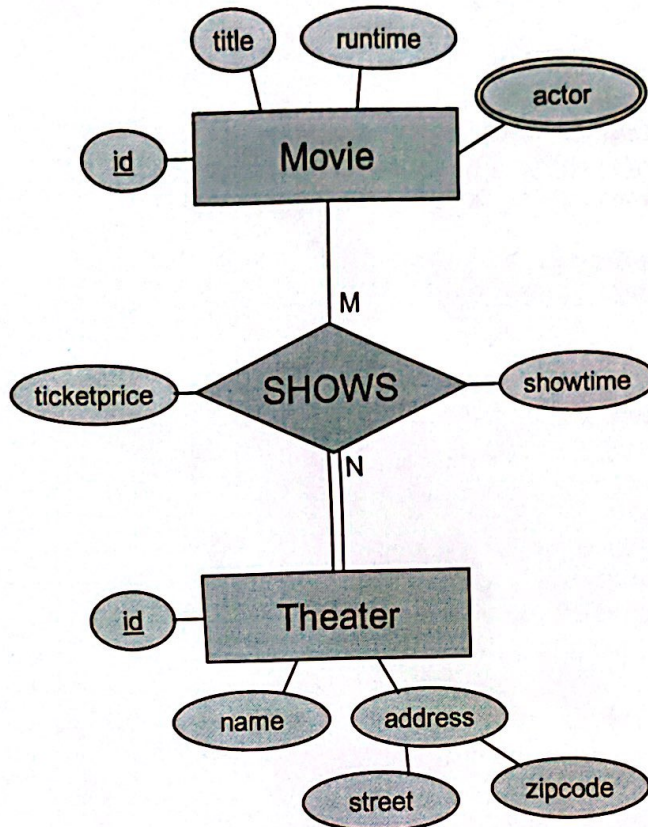 title
runtime
actor
id
Movie
M
ticketprice
SHOWS
showtime
N
id
Theater
name
address
street
zipcode